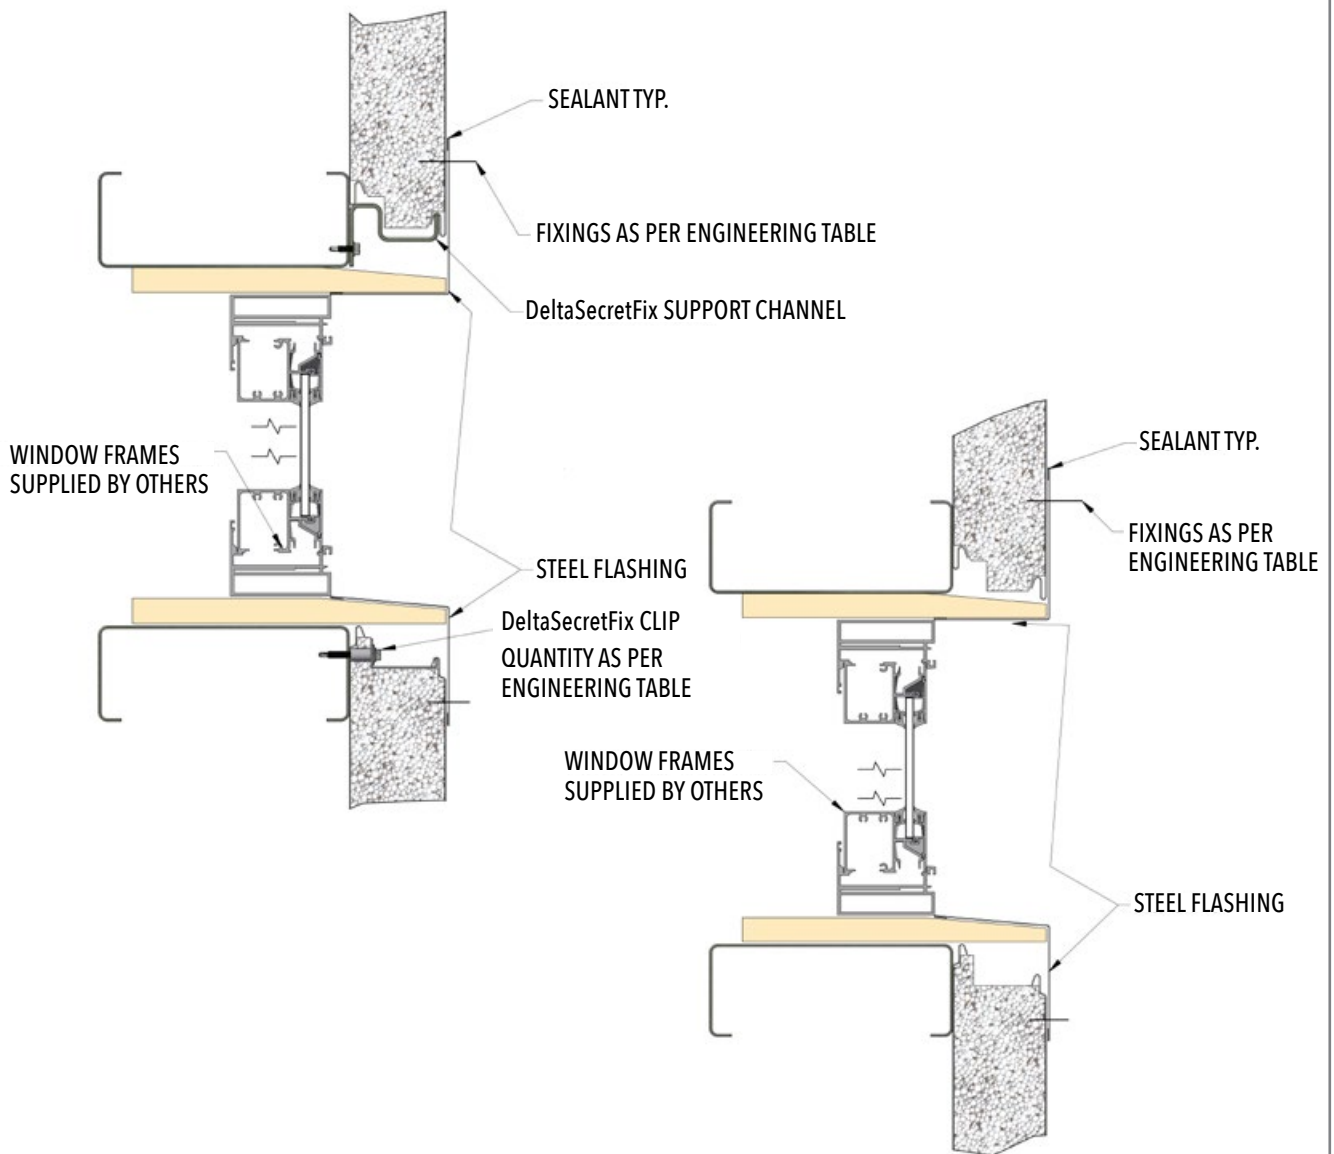 SEALANT TYP.
FIXINGS AS PER ENGINEERING TABLE
DeltaSecretFix SUPPORT CHANNEL
WINDOW FRAMES
SUPPLIED BY OTHERS
STEEL FLASHING
DeltaSecretFix CLIP
QUANTITY AS PER
ENGINEERING TABLE
SEALANT TYP.
FIXINGS AS PER
ENGINEERING TABLE
WINDOW FRAMES
SUPPLIED BY OTHERS
STEEL FLASHING